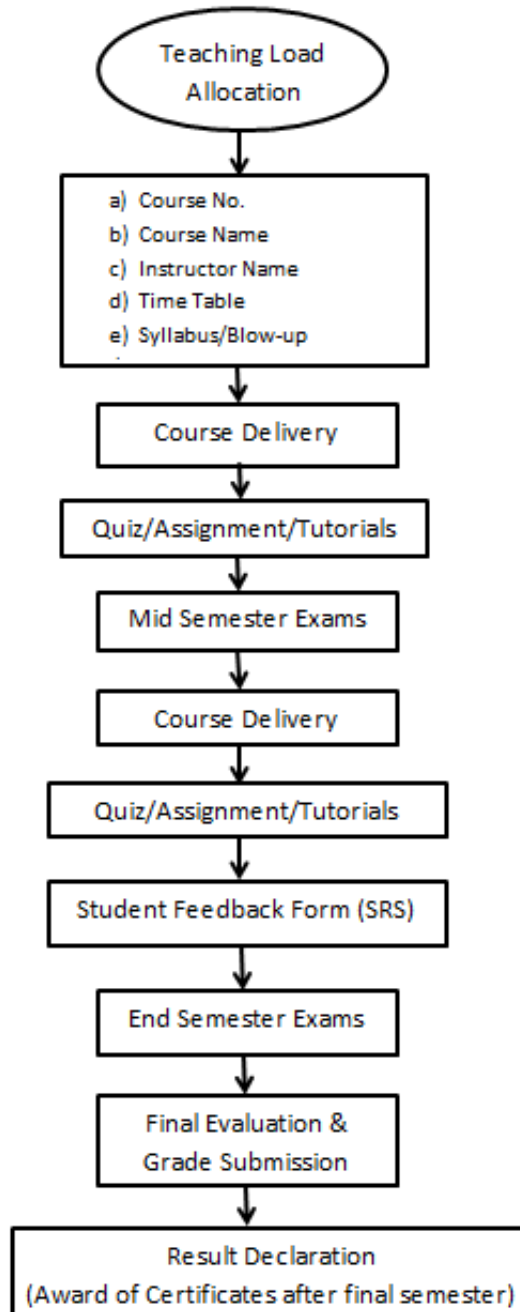 Teaching Load
Allocation
a) Course No.
b) Course Name
c) Instructor Name
d) Time Table
e) Syllabus/Blow-up
Course Delivery
Quiz/Assignment/Tutorials
Mid Semester Exams
Course Delivery
Quiz/Assignment/Tutorials
Student Feedback Form (SRS)
End Semester Exams
Final Evaluation &
Grade Submission
Result Declaration
(Award of Certificates after final semester)